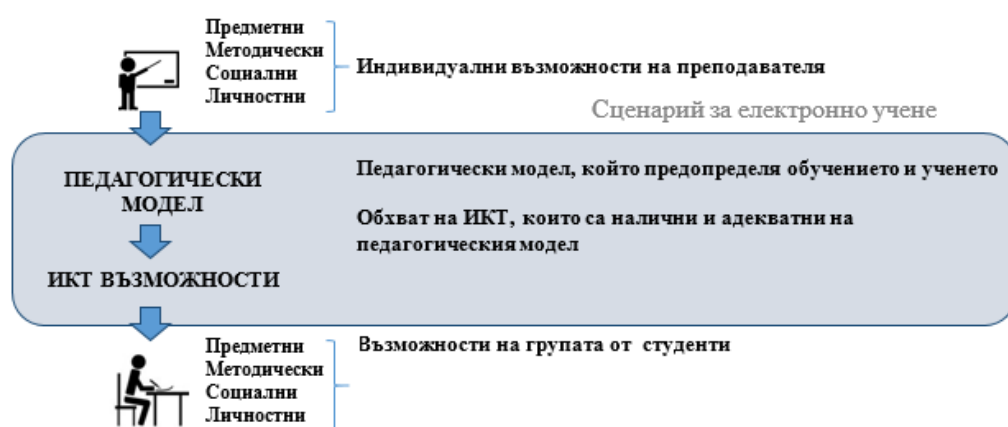 Предметни
Методически
Социални
Личностни
Индивидуални възможности на преподавателя
Сценарий за електронно учене
ПЕДАГОГИЧЕСКИ
МОДЕЛ
ИКТ ВЪЗМОЖНОСТИ
Педагогически модел, който предопределя обучението и ученето
Обхват на ИКТ, които са налични и адекватни на
педагогическия модел
Предметни
Методически
Социални
Личностни
Възможности на групата от студенти